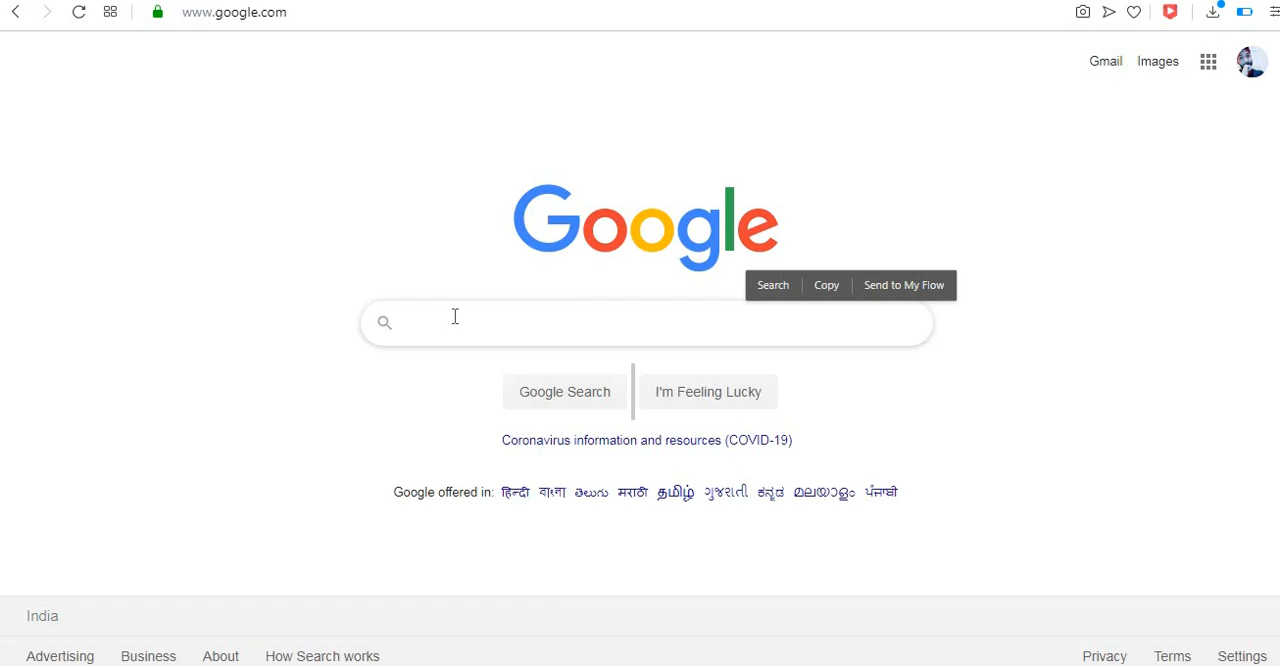 www.google.com
Gmail Images
Google
Search Copy Send to My Flow
Google Search I'm Feeling Lucky
Coronavirus information and resources (COVID-19)
Google offered in: हिन्दी বাংলা తెలుగు मराठी தமிழ் ગુજરાતી ಕನ್ನಡ മലയാളം ਪੰਜਾਬੀ
India
Advertising Business About How Search works Privacy Terms Settings